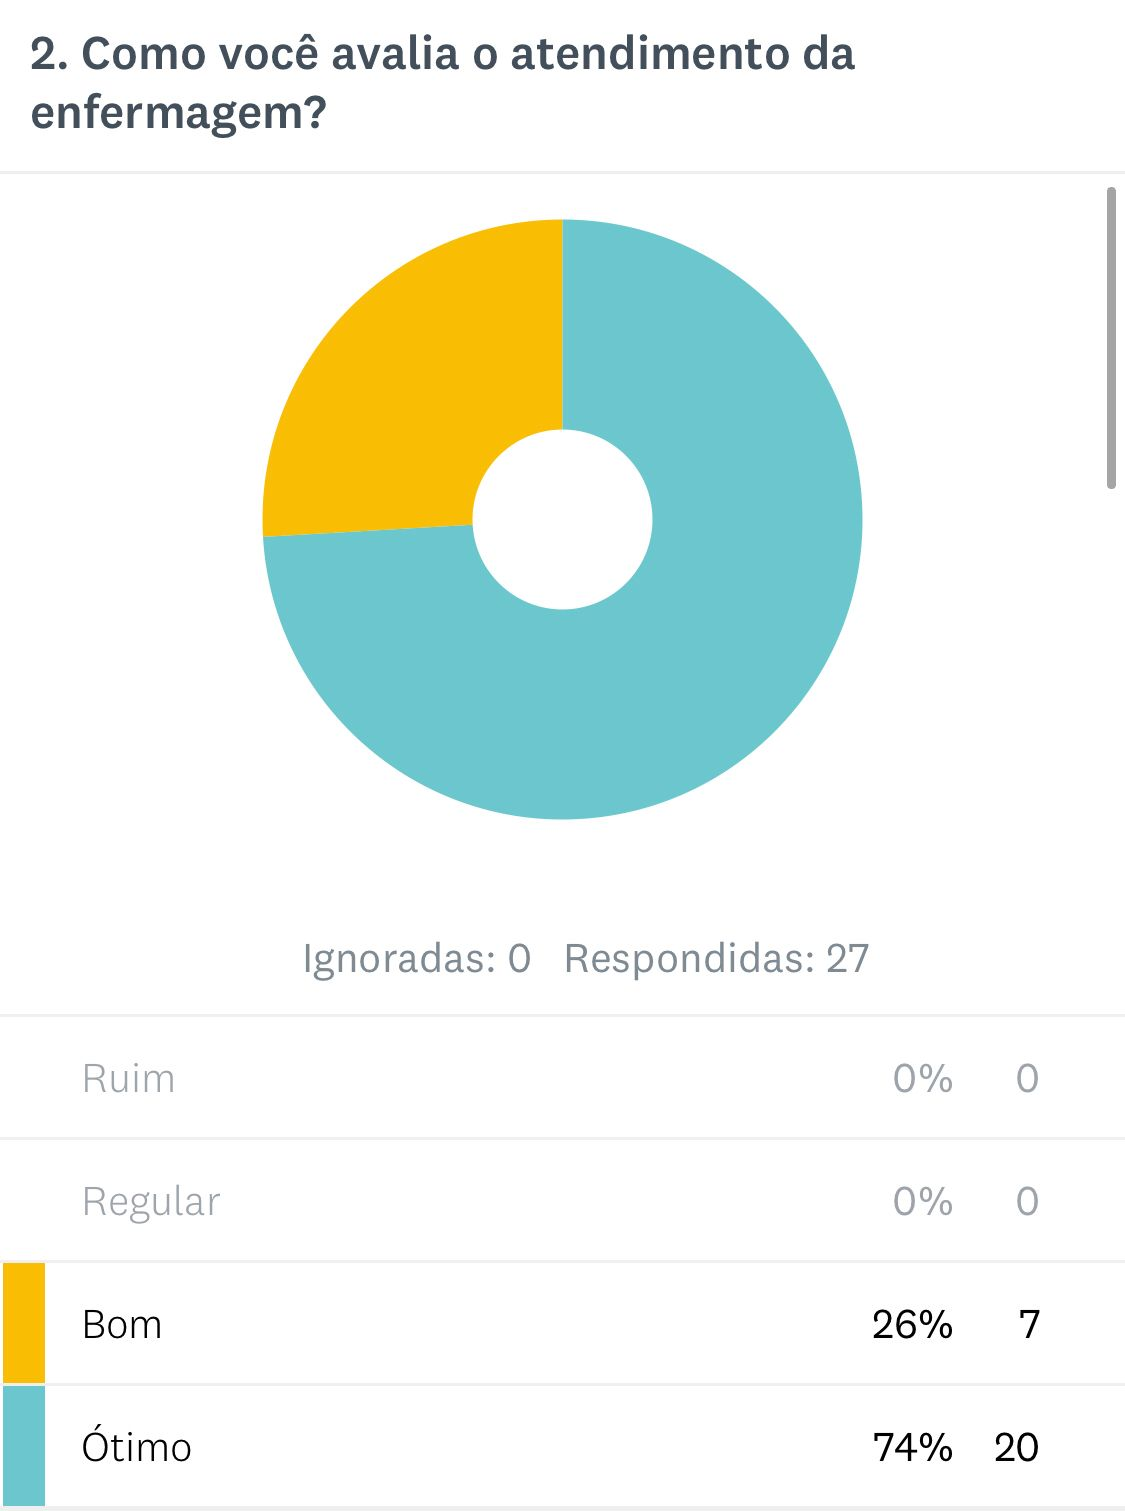 2. Como você avalia o atendimento da
enfermagem?
Ignoradas: 0 Respondidas: 27
Ruim 0% 0
Regular 0% 0
Bom 26% 7
Ótimo 74% 20